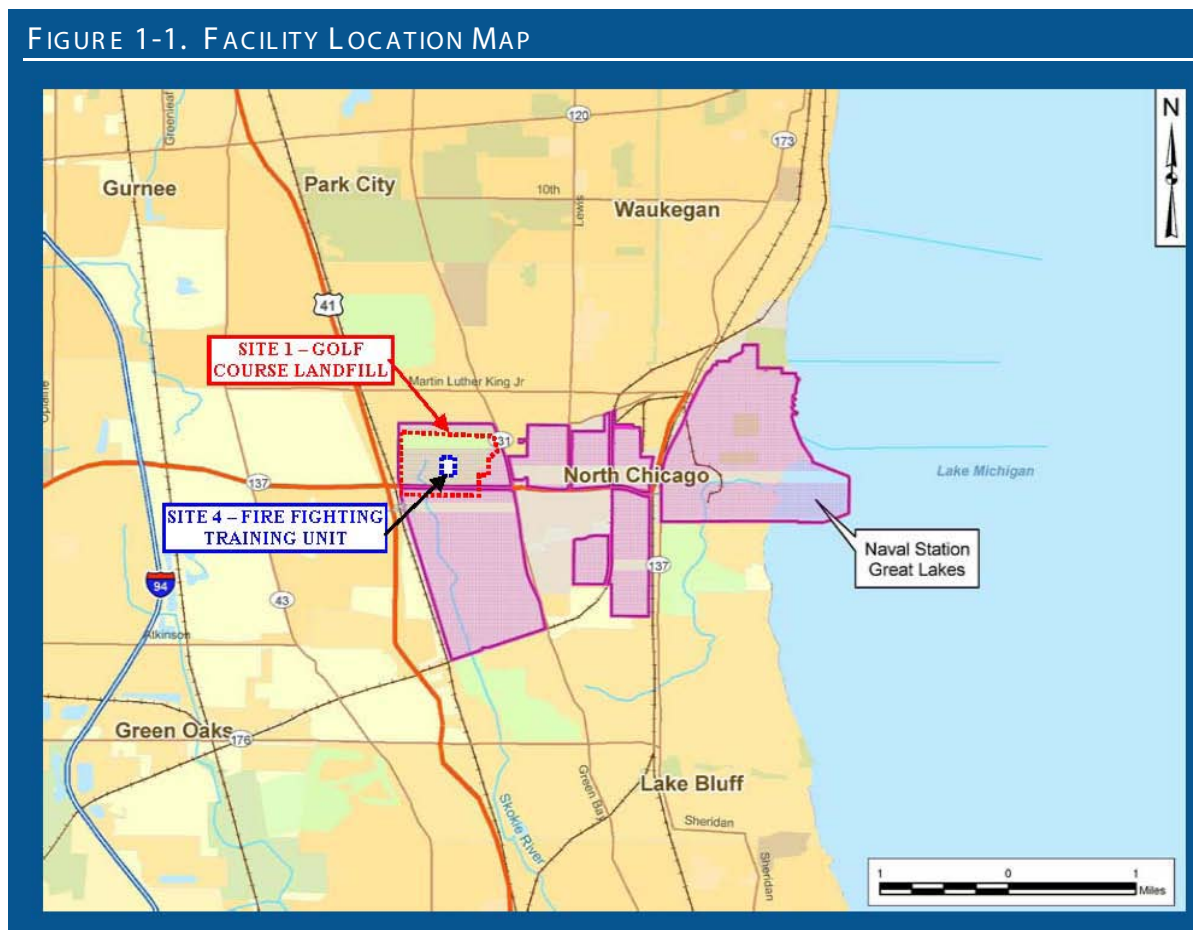 FIGURE 1-1. FACILITY LOCATION MAP
N
Greenleaf
120
173
Gurnee
Park City
10th
Lewis
Waukegan
41
SITE 1 – GOLF
COURSE LANDFILL
Martin Luther King Jr
Oplaine
31
137
North Chicago
Lake Michigan
SITE 4 – FIRE FIGHTING
TRAINING UNIT
Naval Station
Great Lakes
137
94
43
Atkinson
Green Oaks
176
Skokie River
Green Bay
Lake Bluff
Sheridan
Sheridan
1 0 1
Miles